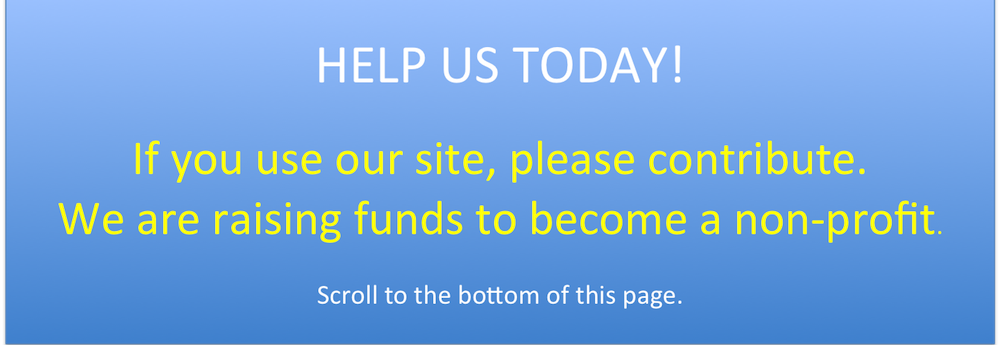 HELP US TODAY!
If you use our site, please contribute.
We are raising funds to become a non-profit.
Scroll to the bottom of this page.